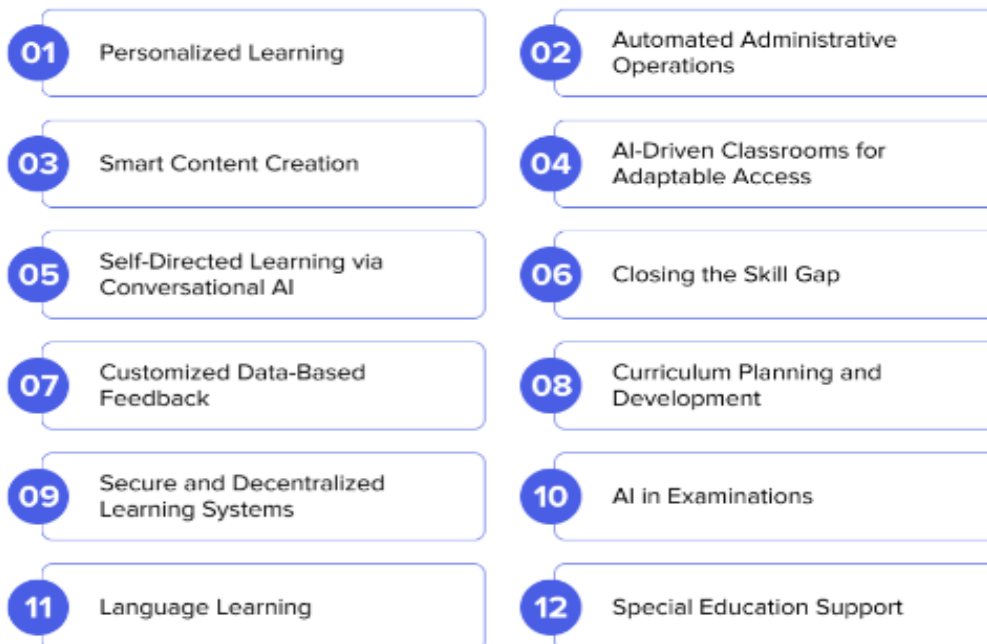 01
Personalized Learning
02
Automated Administrative
Operations
03
Smart Content Creation
04
AI-Driven Classrooms for
Adaptable Access
05
Self-Directed Learning via
Conversational AI
06
Closing the Skill Gap
07
Customized Data-Based
Feedback
08
Curriculum Planning and
Development
09
Secure and Decentralized
Learning Systems
10
AI in Examinations
11
Language Learning
12
Special Education Support